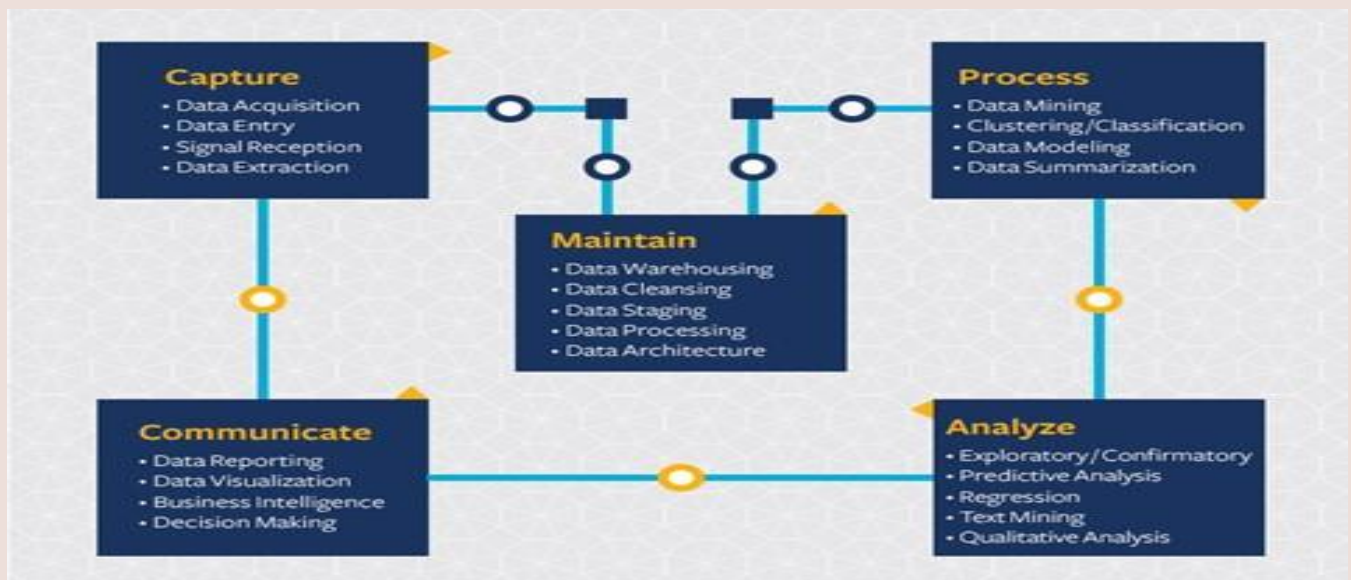 Capture
• Data Acquisition
• Data Entry
• Signal Reception
• Data Extraction
Process
• Data Mining
• Clustering/Classification
• Data Modeling
• Data Summarization
Maintain
• Data Warehousing
• Data Cleansing
• Data Staging
• Data Processing
• Data Architecture
Communicate
• Data Reporting
• Data Visualization
• Business Intelligence
• Decision Making
Analyze
• Exploratory/Confirmatory
• Predictive Analysis
• Regression
• Text Mining
• Qualitative Analysis